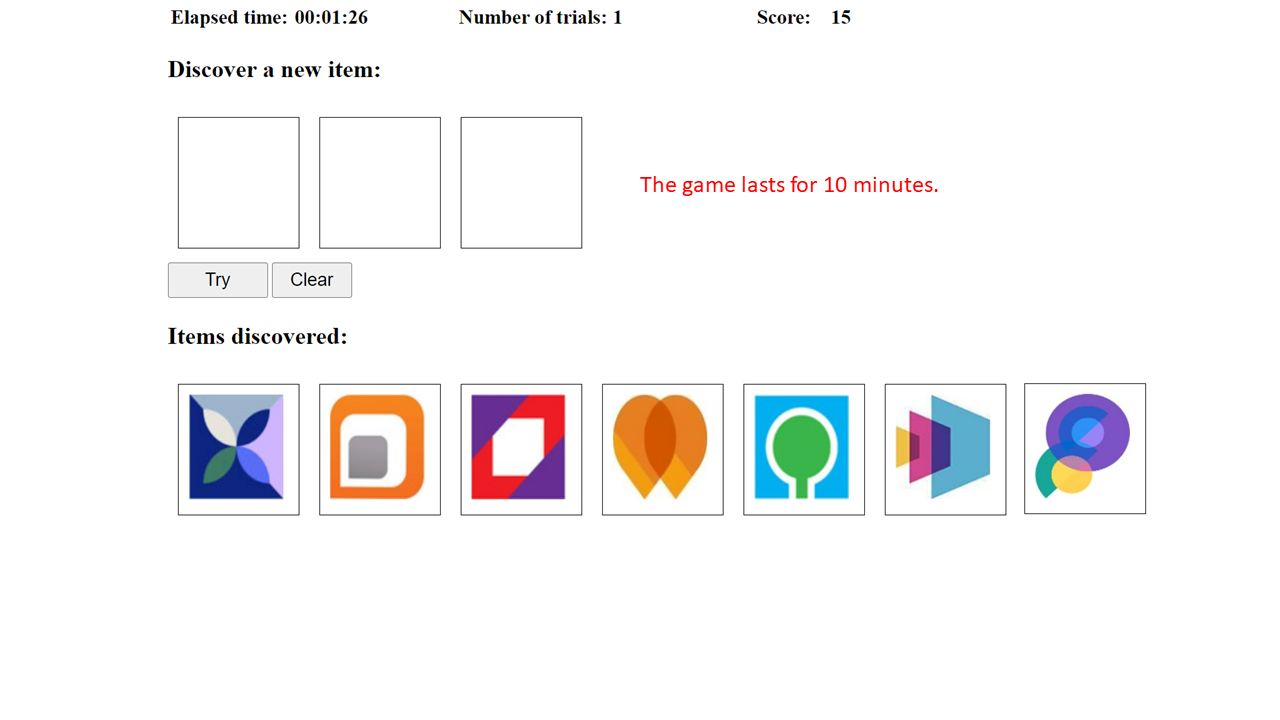 Elapsed time: 00:01:26 Number of trials: 1 Score: 15
Discover a new item:
The game lasts for 10 minutes.
Try Clear
Items discovered: